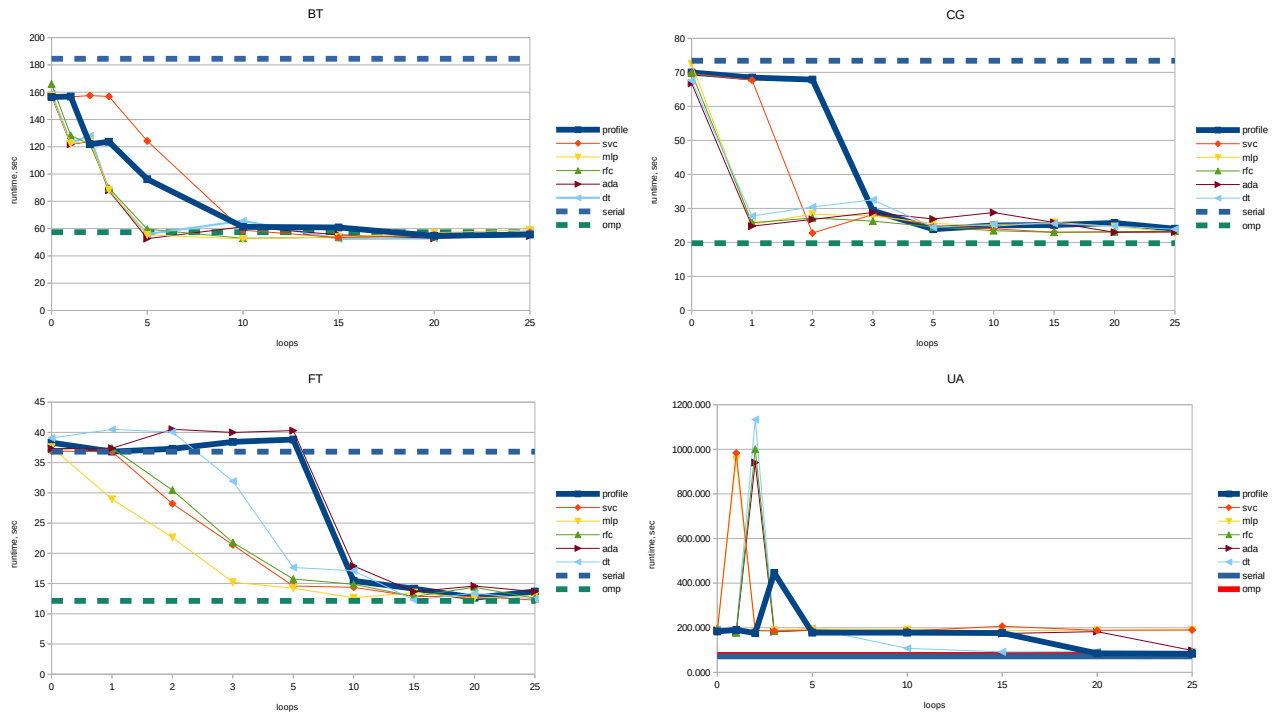 BT
200
180
160
140
120
100
80
60
40
20
0
runtime, sec
0 5 10 15 20 25
loops
profile
svc
mlp
rfc
ada
dt
serial
omp
CG
80
70
60
50
40
30
20
10
0
runtime, sec
0 1 2 3 5 10 15 20 25
loops
profile
svc
mlp
rfc
ada
dt
serial
omp
FT
45
40
35
30
25
20
15
10
5
0
runtime, sec
0 1 2 3 5 10 15 20 25
loops
profile
svc
mlp
rfc
ada
dt
serial
omp
UA
1200.000
1000.000
800.000
600.000
400.000
200.000
0.000
runtime, sec
0 5 10 15 20 25
loops
profile
svc
mlp
rfc
ada
dt
serial
omp